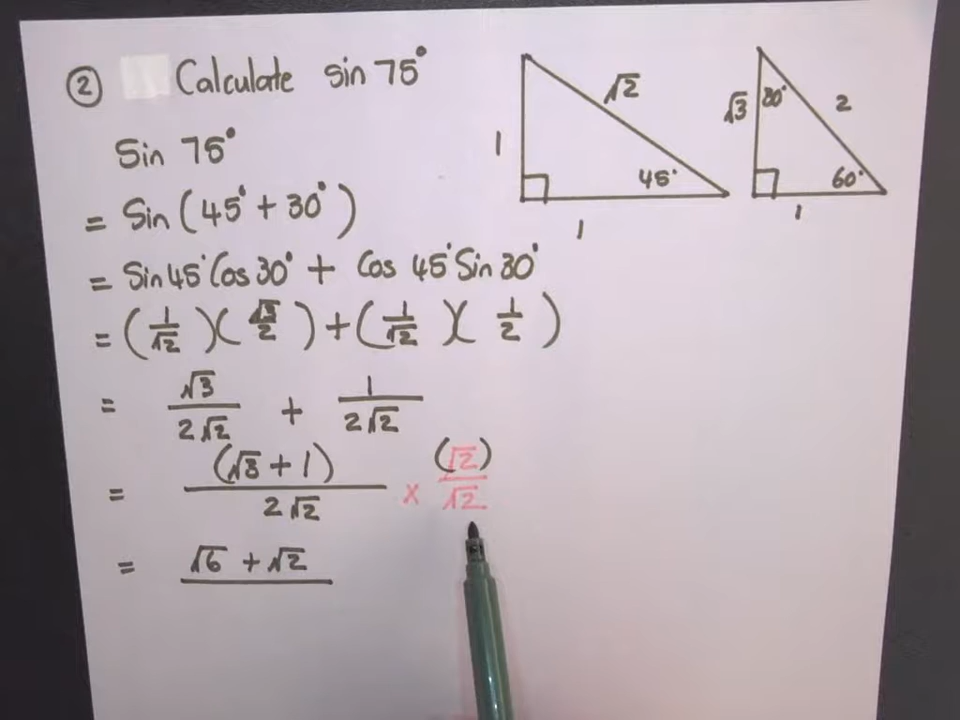 ② Calculate sin 75°
Sin 75°
= Sin (45° + 30°)
= Sin 45° Cos 30° + Cos 45° Sin 30°
= (1/√2)(√3/2) + (1/√2)(1/2)
= √3/2√2 + 1/2√2
= (√3 + 1)/2√2 × (√2)/√2
= √6 + √2
√2
1
45°
1
√3
30°
2
60°
1